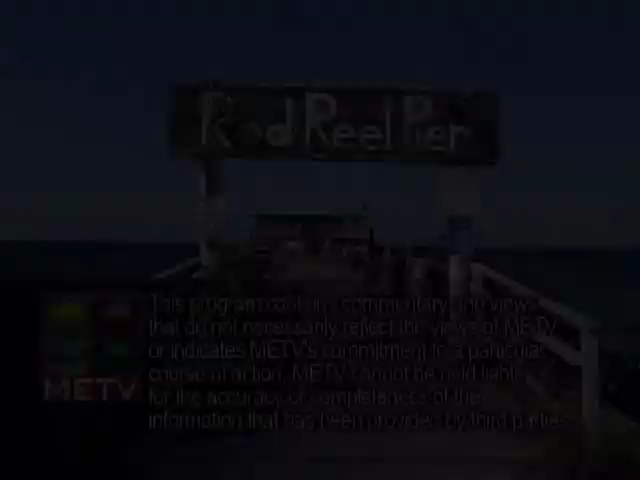 Rod Reel Pier
This program contains commentary and views
that do not necessarily reflect the views of METV
or indicates METV's commitment to a particular
course of action. METV cannot be held liable
for the accuracy or completeness of the
information that has been provided by third parties.
METV